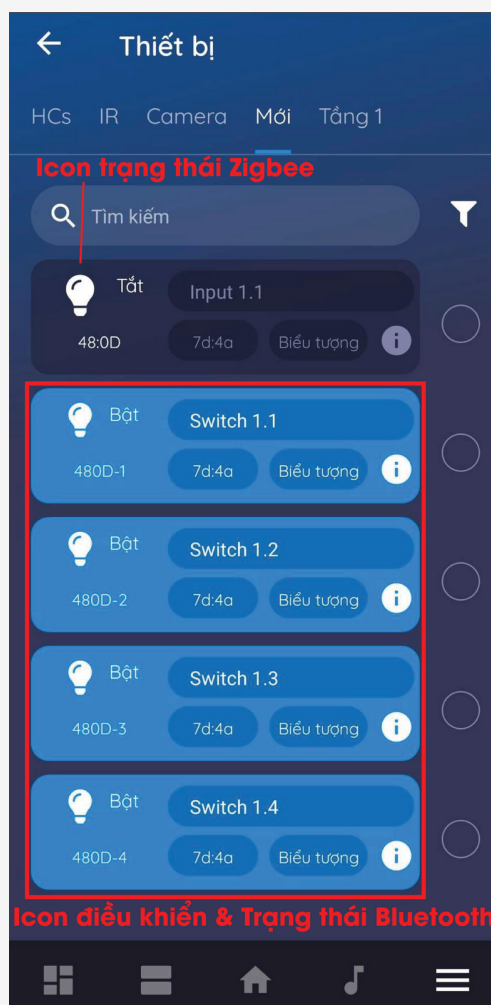 Thiết bị
HCs IR Camera Mới Tầng 1
Icon trạng thái Zigbee
Tìm kiếm
Tắt Input 1.1
48:0D 7d:4a Biểu tượng i
Bật Switch 1.1
480D-1 7d:4a Biểu tượng i
Bật Switch 1.2
480D-2 7d:4a Biểu tượng i
Bật Switch 1.3
480D-3 7d:4a Biểu tượng i
Bật Switch 1.4
480D-4 7d:4a Biểu tượng i
Icon điều khiển & Trạng thái Bluetooth